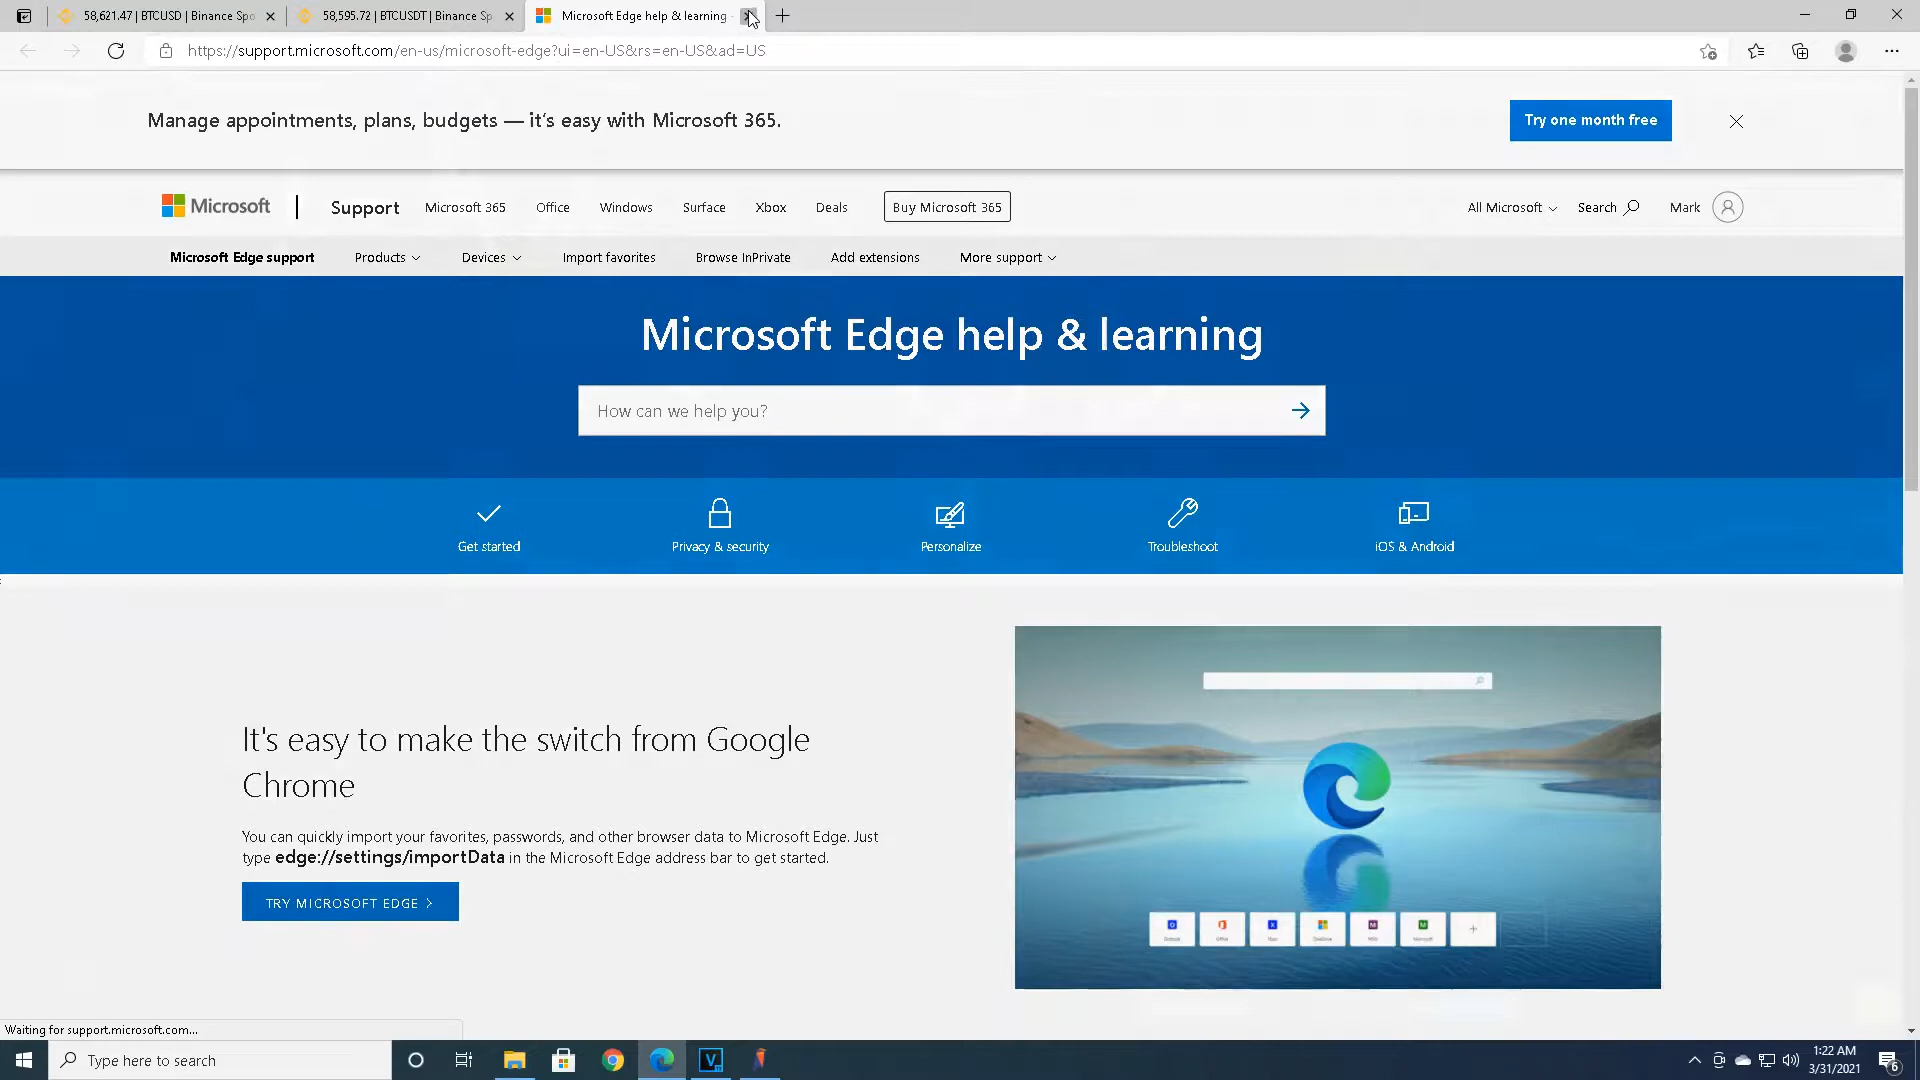 58,621.47 | BTCUSD | Binance Spo
58,595.72 | BTCUSDT | Binance Sp
Microsoft Edge help & learning -
https://support.microsoft.com/en-us/microsoft-edge?ui=en-US&rs=en-US&ad=US
Manage appointments, plans, budgets — it's easy with Microsoft 365.
Try one month free
Microsoft
Support
Microsoft 365
Office
Windows
Surface
Xbox
Deals
Buy Microsoft 365
All Microsoft
Search
Mark
Microsoft Edge support
Products
Devices
Import favorites
Browse InPrivate
Add extensions
More support
Microsoft Edge help & learning
How can we help you?
Get started
Privacy & security
Personalize
Troubleshoot
iOS & Android
It's easy to make the switch from Google
Chrome
You can quickly import your favorites, passwords, and other browser data to Microsoft Edge. Just
type edge://settings/importData in the Microsoft Edge address bar to get started.
TRY MICROSOFT EDGE >
Waiting for support.microsoft.com...
Type here to search
1:22 AM
3/31/2021
6